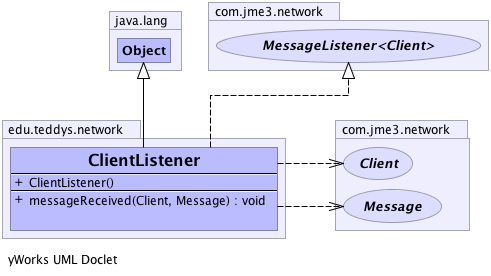 java.lang
Object
com.jme3.network
MessageListener<Client>
edu.teddys.network
ClientListener
+ ClientListener()
+ messageReceived(Client, Message) : void
com.jme3.network
Client
Message
yWorks UML Doclet